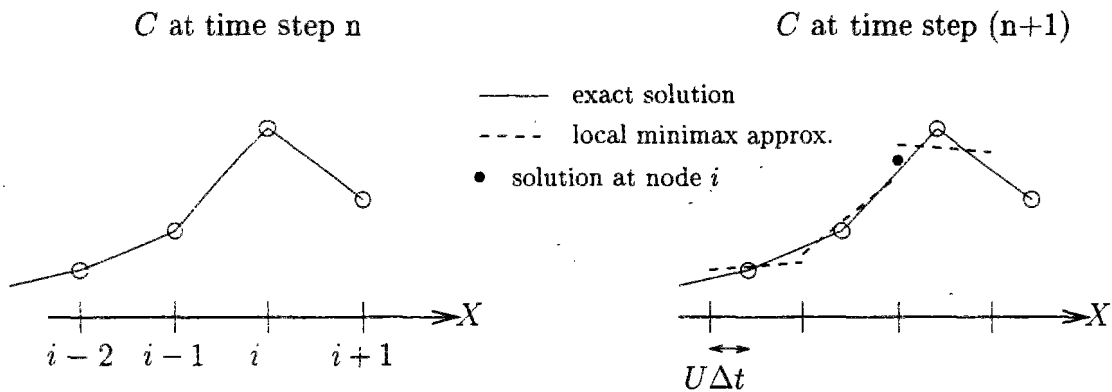 C at time step n
C at time step (n+1)
exact solution
local minimax approx.
solution at node i
X
i − 2
i − 1
i
i + 1
X
UΔt